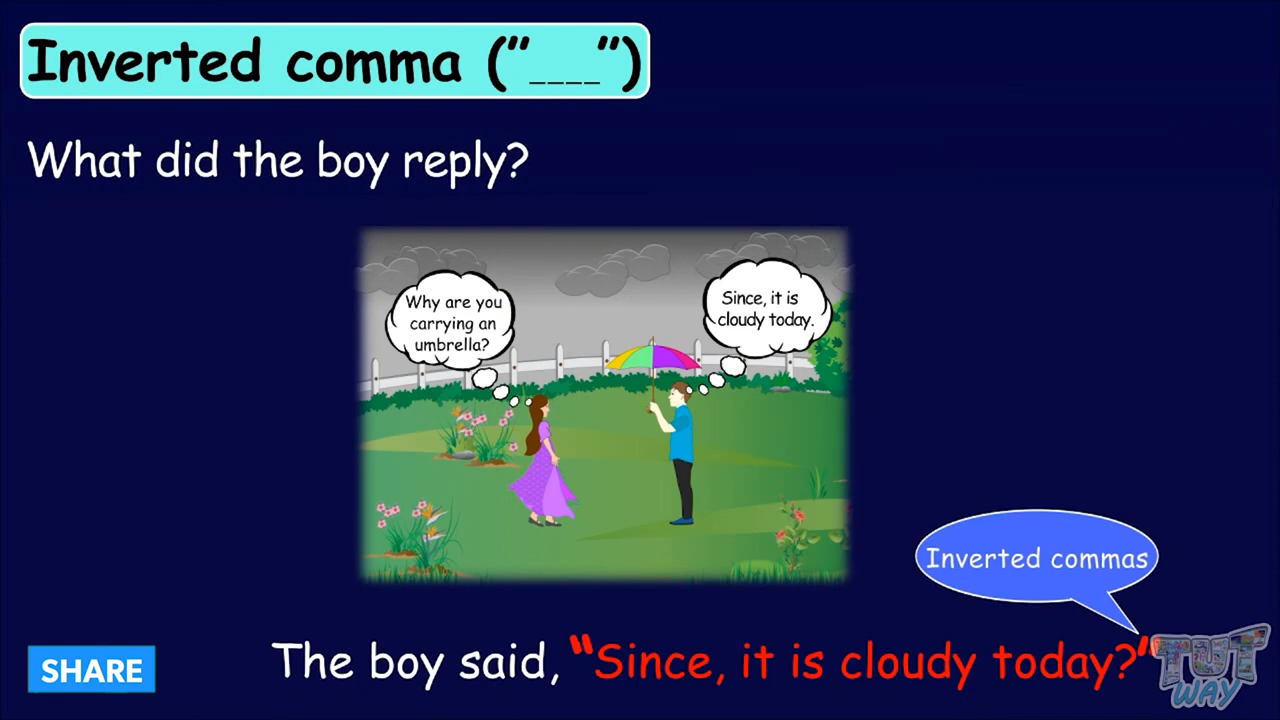 Inverted comma ("____")
What did the boy reply?
Why are you
carrying an
umbrella?
Since, it is
cloudy today.
Inverted commas
The boy said, "Since, it is cloudy today?"
SHARE
TUT
WAY